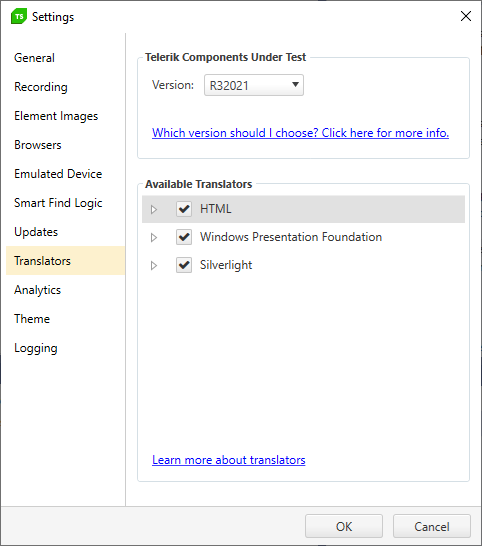 TS Settings
General
Recording
Element Images
Browsers
Emulated Device
Smart Find Logic
Updates
Translators
Analytics
Theme
Logging
Telerik Components Under Test
Version: R32021
Which version should I choose? Click here for more info.
Available Translators
HTML
Windows Presentation Foundation
Silverlight
Learn more about translators
OK Cancel